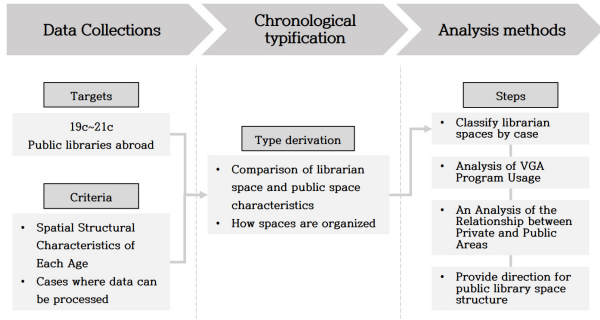 Data Collections
Chronological
typification
Analysis methods
Targets
19c~21c
Public libraries abroad
Criteria
• Spatial Structural
Characteristics of
Each Age
• Cases where data can
be processed
Type derivation
• Comparison of librarian
space and public space
characteristics
• How spaces are organized
Steps
• Classify librarian
spaces by case
• Analysis of VGA
Program Usage
• An Analysis of the
Relationship between
Private and Public
Areas
• Provide direction for
public library space
structure